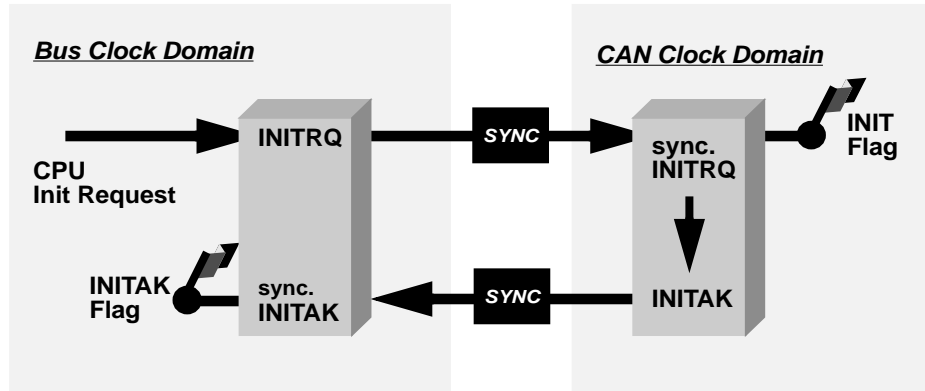 Bus Clock Domain
CAN Clock Domain
CPU
Init Request
INITRQ
SYNC
sync.
INITRQ
INIT
Flag
INITAK
Flag
sync.
INITAK
SYNC
INITAK